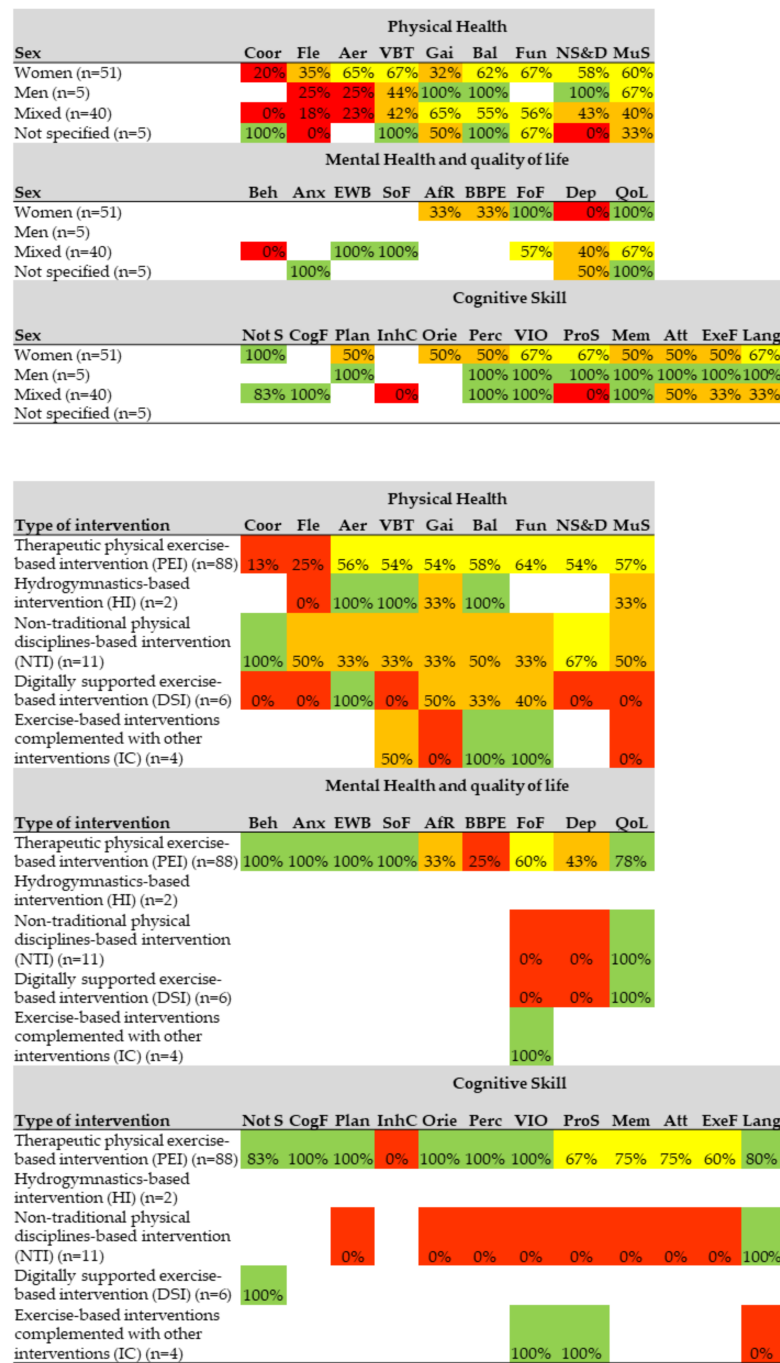 Physical Health
Sex Coor Fle Aer VBT Gai Bal Fun NS&D MuS
Women (n=51) 20% 35% 65% 67% 32% 62% 67% 58% 60%
Men (n=5) 25% 25% 44% 100% 100% 100% 67%
Mixed (n=40) 0% 18% 23% 42% 65% 55% 56% 43% 40%
Not specified (n=5) 100% 0% 100% 50% 100% 67% 0% 33%
Mental Health and quality of life
Sex Beh Anx EWB SoF AfR BBPE FoF Dep QoL
Women (n=51) 33% 33% 100% 0% 100%
Men (n=5)
Mixed (n=40) 0% 100% 100% 57% 40% 67%
Not specified (n=5) 100% 50% 100%
Cognitive Skill
Sex Not S CogF Plan InhC Orie Perc VIO ProS Mem Att ExeF Lang
Women (n=51) 100% 50% 50% 50% 67% 67% 50% 50% 50% 67%
Men (n=5) 100% 100% 100% 100% 100% 100% 100% 100%
Mixed (n=40) 83% 100% 0% 100% 100% 0% 100% 50% 33% 33%
Not specified (n=5)
Physical Health
Type of intervention Coor Fle Aer VBT Gai Bal Fun NS&D MuS
Therapeutic physical exercise-
based intervention (PEI) (n=88) 13% 25% 56% 54% 54% 58% 64% 54% 57%
Hydrogymnastics-based
intervention (HI) (n=2) 0% 100% 100% 33% 100% 33%
Non-traditional physical
disciplines-based intervention
(NTI) (n=11) 100% 50% 33% 33% 33% 50% 33% 67% 50%
Digitally supported exercise-
based intervention (DSI) (n=6) 0% 0% 100% 0% 50% 33% 40% 0% 0%
Exercise-based interventions
complemented with other
interventions (IC) (n=4) 50% 0% 100% 100% 0%
Mental Health and quality of life
Type of intervention Beh Anx EWB SoF AfR BBPE FoF Dep QoL
Therapeutic physical exercise-
based intervention (PEI) (n=88) 100% 100% 100% 100% 33% 25% 60% 43% 78%
Hydrogymnastics-based
intervention (HI) (n=2)
Non-traditional physical
disciplines-based intervention
(NTI) (n=11) 0% 0% 100%
Digitally supported exercise-
based intervention (DSI) (n=6) 0% 0% 100%
Exercise-based interventions
complemented with other
interventions (IC) (n=4) 100%
Cognitive Skill
Type of intervention Not S CogF Plan InhC Orie Perc VIO ProS Mem Att ExeF Lang
Therapeutic physical exercise-
based intervention (PEI) (n=88) 83% 100% 100% 0% 100% 100% 100% 67% 75% 75% 60% 80%
Hydrogymnastics-based
intervention (HI) (n=2)
Non-traditional physical
disciplines-based intervention
(NTI) (n=11) 0% 0% 0% 0% 0% 0% 0% 0% 100%
Digitally supported exercise-
based intervention (DSI) (n=6) 100%
Exercise-based interventions
complemented with other
interventions (IC) (n=4) 100% 100% 0%